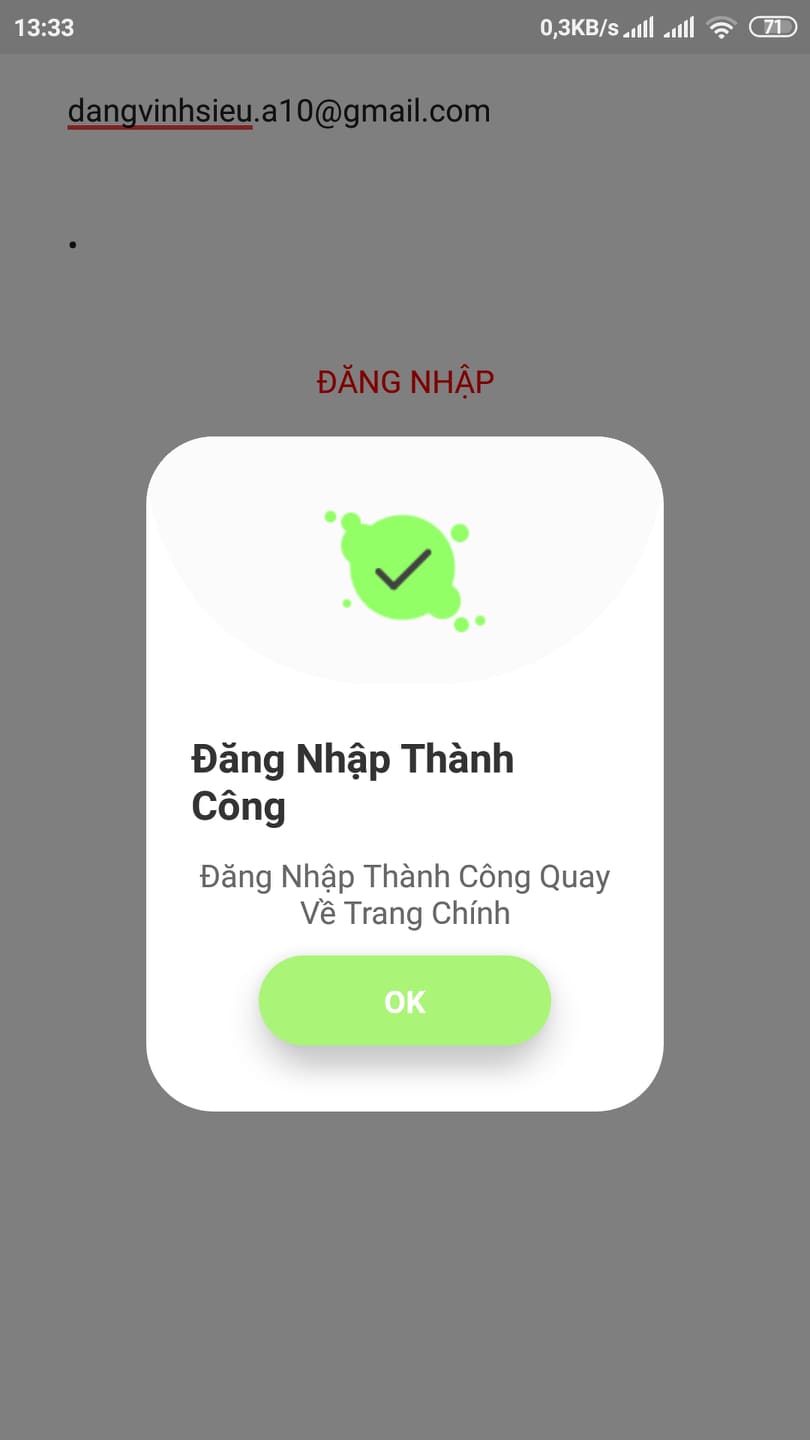 13:33 0,3KB/s 71
dangvinhsieu.a10@gmail.com
.
ĐĂNG NHẬP
Đăng Nhập Thành
Công
Đăng Nhập Thành Công Quay
Về Trang Chính
OK